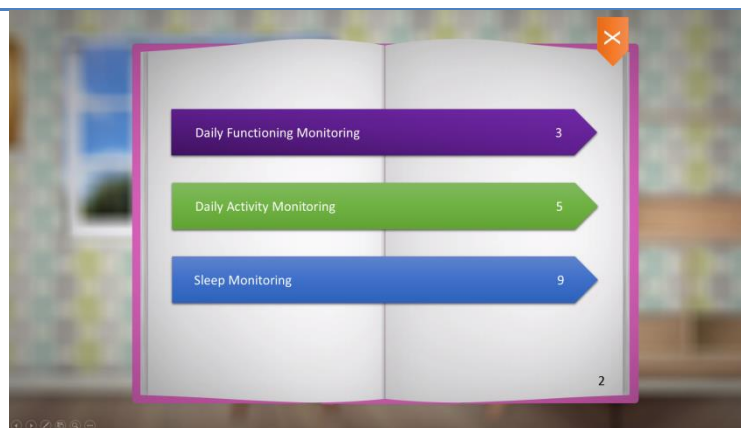 Daily Functioning Monitoring 3
Daily Activity Monitoring 5
Sleep Monitoring 9
2